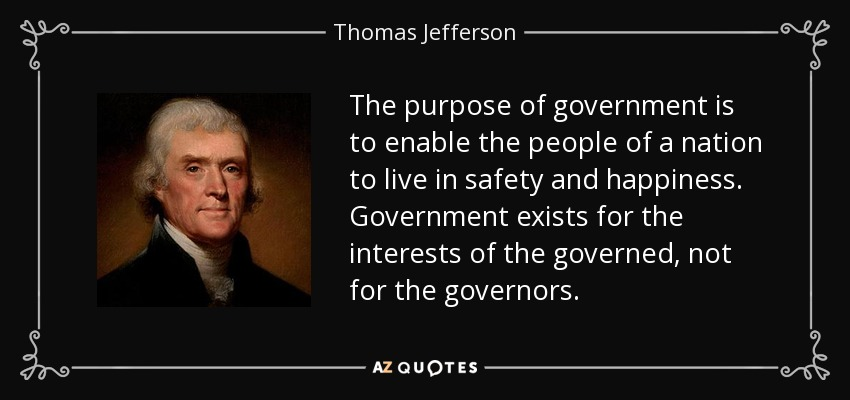 Thomas Jefferson
The purpose of government is
to enable the people of a nation
to live in safety and happiness.
Government exists for the
interests of the governed, not
for the governors.
AZ QUOTES